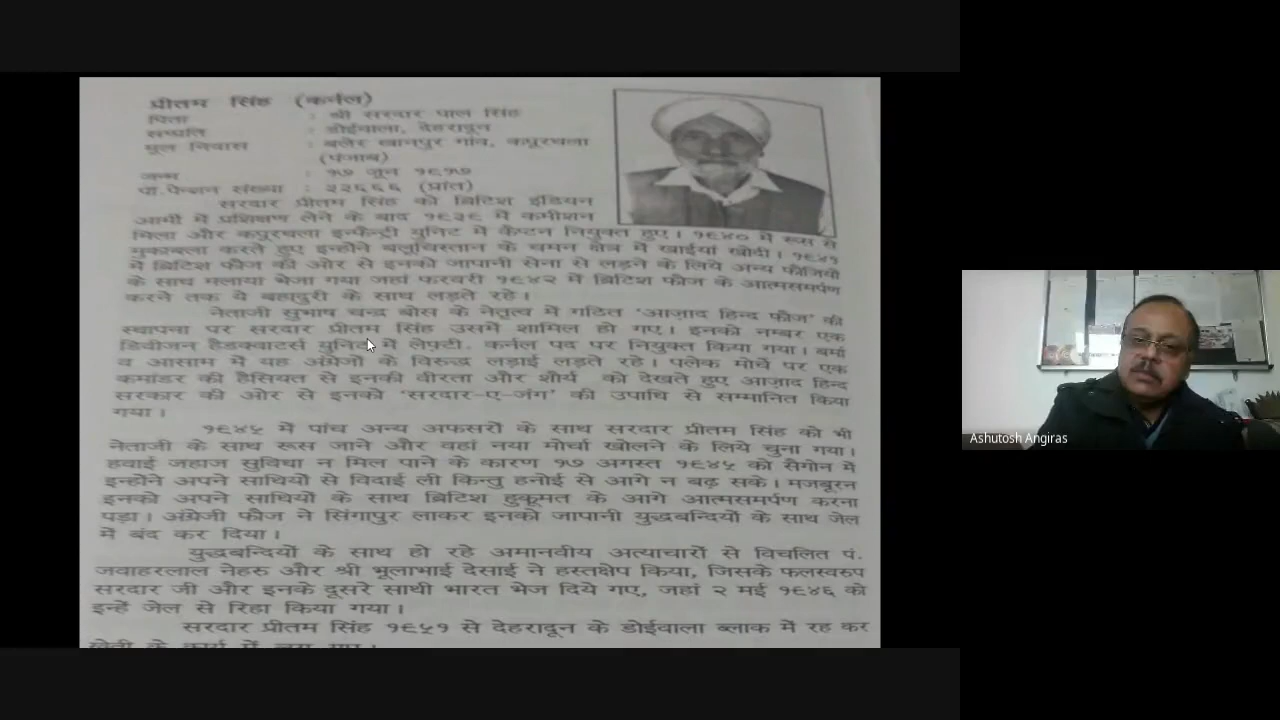 प्रीतम सिंह (कर्नल)
पिता : श्री सरदार पाल सिंह
सम्प्रति : डोईवाला, देहरादून
मूल निवास : बलेर खानपुर गांव, कपूरथला
(पंजाब)
जन्म : १७ जून १९१७
पा.पेन्शन संख्या : २२६६६ (प्रांत)
सरदार प्रीतम सिंह को ब्रिटिश इंडियन
आर्मी में प्रशिक्षण लेने के बाद १९३९ में कमीशन
मिला और कपूरथला इन्फेन्ट्री युनिट में कैप्टन नियुक्त हुए। १९४० में रूस से
मुकाबला करते हुए इन्होंने बलूचिस्तान के चमन क्षेत्र में खाईयां खोदी। १९४१
में ब्रिटिश फौज की ओर से इनको जापानी सेना से लड़ने के लिये अन्य फौजियों
के साथ मलाया भेजा गया जहां फरवरी १९४२ में ब्रिटिश फौज के आत्मसमर्पण
करने तक ये बहादुरी के साथ लड़ते रहे।
नेताजी सुभाष चन्द्र बोस के नेतृत्व में गठित 'आज़ाद हिन्द फौज' की
स्थापना पर सरदार प्रीतम सिंह उसमें शामिल हो गए। इनको नम्बर एक
डिवीजन हैडक्वाटर्स युनिट में लेफ्टी. कर्नल पद पर नियुक्त किया गया। बर्मा
व आसाम में यह अंग्रेजों के विरुद्ध लड़ाई लड़ते रहे। पलेक मोर्चे पर एक
कमांडर की हैसियत से इनकी वीरता और शौर्य को देखते हुए आज़ाद हिन्द
सरकार की ओर से इनको 'सरदार-ए-जंग' की उपाधि से सम्मानित किया
गया।
१९४५ में पांच अन्य अफसरों के साथ सरदार प्रीतम सिंह को भी
नेताजी के साथ रूस जाने और वहां नया मोर्चा खोलने के लिये चुना गया।
हवाई जहाज सुविधा न मिल पाने के कारण १७ अगस्त १९४५ को सैगोन में
इन्होंने अपने साथियों से विदाई ली किन्तु हनोई से आगे न बढ़ सके। मजबूरन
इनको अपने साथियों के साथ ब्रिटिश हुकूमत के आगे आत्मसमर्पण करना
पड़ा। अंग्रेजी फौज ने सिंगापुर लाकर इनको जापानी युद्धबन्दियों के साथ जेल
में बंद कर दिया।
युद्धबन्दियों के साथ हो रहे अमानवीय अत्याचारों से विचलित पं.
जवाहरलाल नेहरु और श्री भूलाभाई देसाई ने हस्तक्षेप किया, जिसके फलस्वरुप
सरदार जी और इनके दूसरे साथी भारत भेज दिये गए, जहां २ मई १९४६ को
इन्हें जेल से रिहा किया गया।
सरदार प्रीतम सिंह १९५१ से देहरादून के डोईवाला ब्लाक में रह कर
खेती के कार्य में लग गए।
Ashutosh Angiras